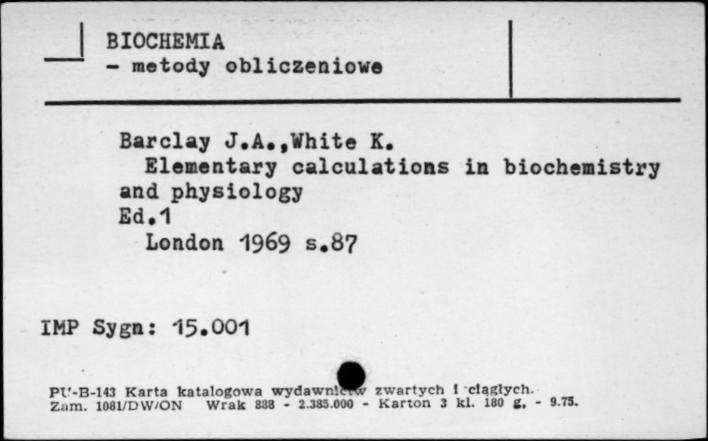 BIOCHEMIA
- metody obliczeniowe
Barclay J.A.,White K.
Elementary calculations in biochemistry
and physiology
Ed.1
London 1969 s.87
IMP Sygn: 15.001
PU-B-143 Karta katalogowa wydawnictw zwartych i ciągłych.
Zam. 1081/DW/ON Wrak 838 - 2.385.000 - Karton 3 kl. 180 g, - 9.75.